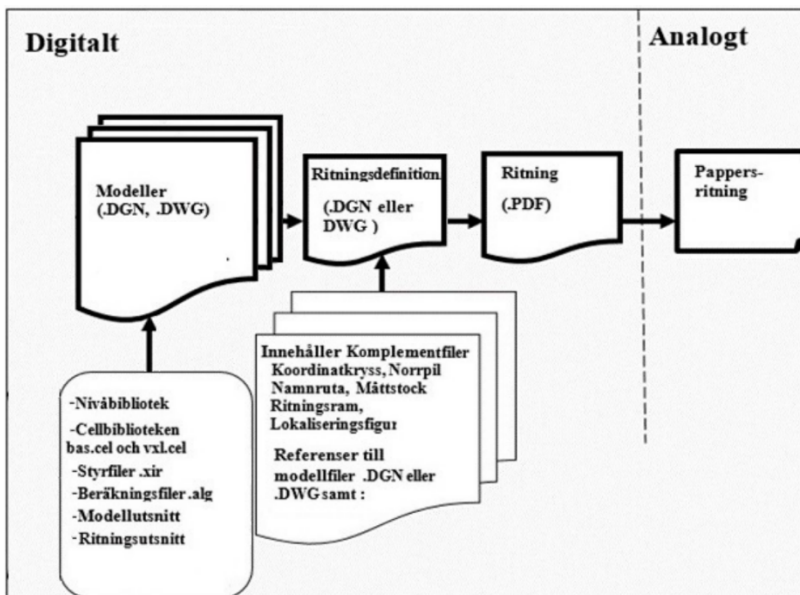 Digitalt
Analogt
Modeller
(.DGN, .DWG)
Ritningsdefinition
(.DGN eller
DWG )
Ritning
(.PDF)
Pappers-
ritning
-Nivåbibliotek
-Cellbiblioteken
bas.cel och vxl.cel
-Styrfiler .xir
-Beräkningsfiler .alg
-Modellutsnitt
-Ritningsutsnitt
Innehåller Komplementfiler
Koordinatkryss, Norrpil
Namnruta, Måttstock
Ritningsram,
Lokaliseringsfigur
Referenser till
modellfiler .DGN eller
.DWG samt :